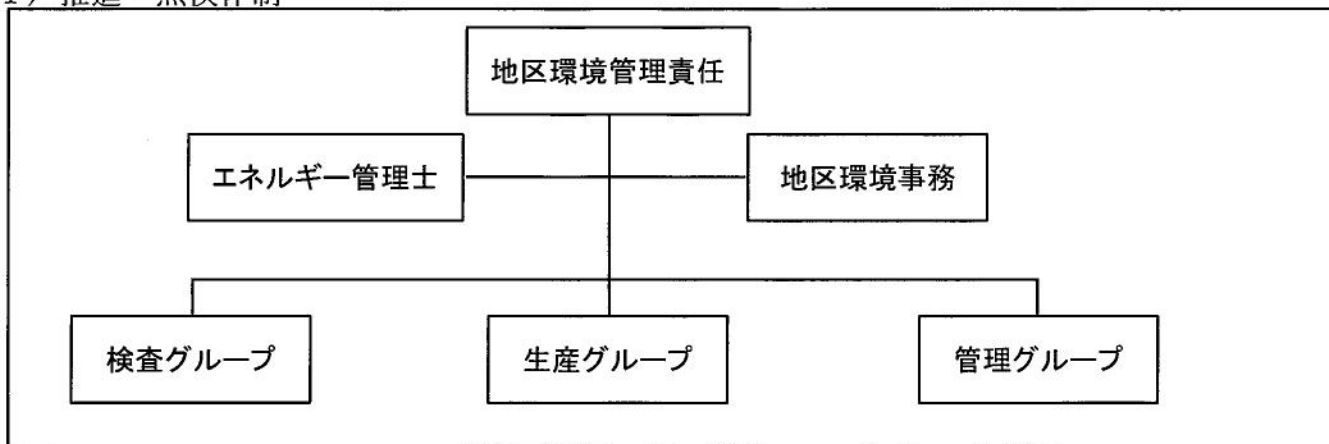 地区環境管理責任
エネルギー管理士
地区環境事務
検査グループ
生産グループ
管理グループ